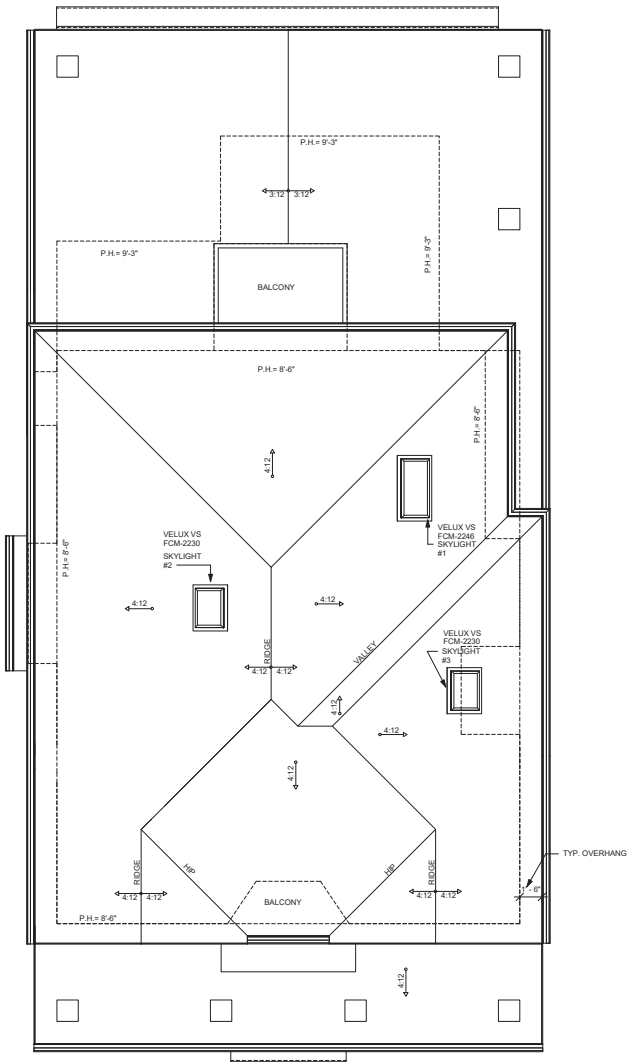 P.H.= 9'-3"
3:12 3:12
P.H.= 9'-3"
P.H.= 9'-3"
BALCONY
P.H.= 8'-6"
P.H.= 8'-6"
4:12
VELUX VS
FCM-2246
SKYLIGHT
#1
VELUX VS
FCM-2230
SKYLIGHT
#2
P.H.= 8'-6"
4:12
4:12
RIDGE
VALLEY
VELUX VS
FCM-2230
SKYLIGHT
#3
4:12 4:12
4:12
4:12
4:12
TYP. OVERHANG
RIDGE
HIP
HIP
RIDGE
1' - 6"
4:12 4:12
BALCONY
4:12 4:12
P.H.= 8'-6"
4:12